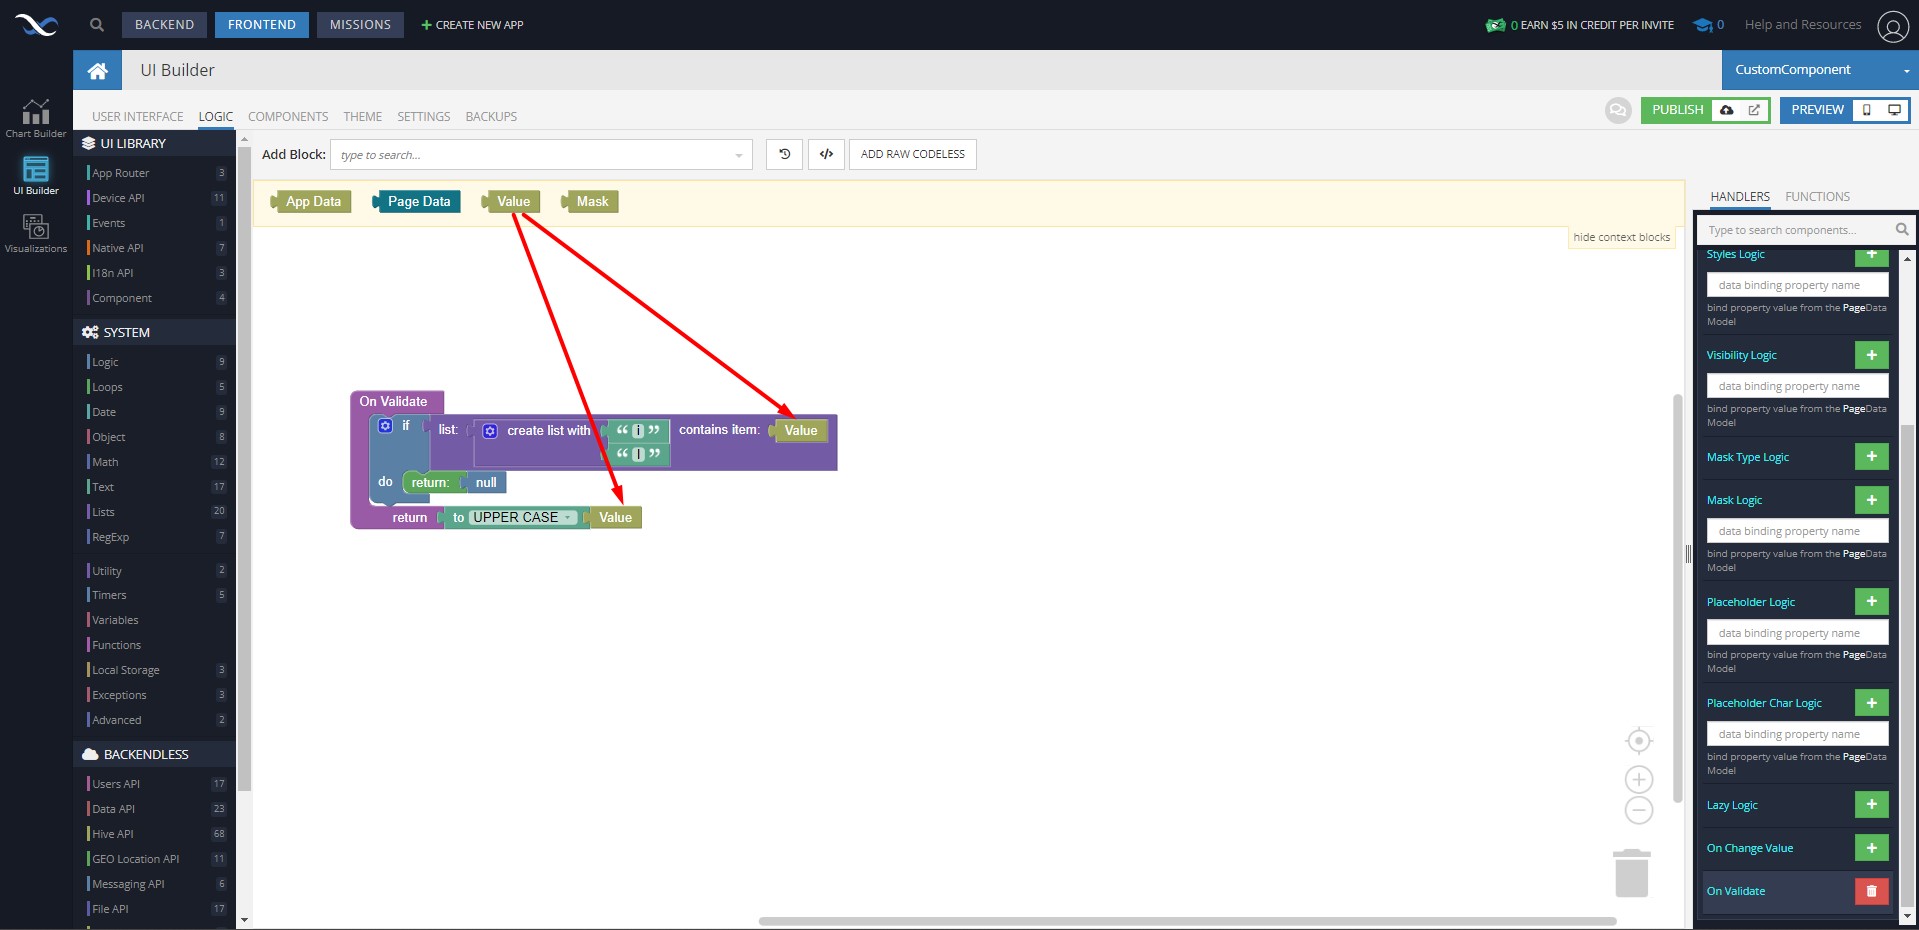 BACKEND FRONTEND MISSIONS + CREATE NEW APP 0 EARN $5 IN CREDIT PER INVITE 0 Help and Resources
UI Builder CustomComponent
USER INTERFACE LOGIC COMPONENTS THEME SETTINGS BACKUPS PUBLISH PREVIEW
Chart Builder
UI Builder
Visualizations
UI LIBRARY
App Router 3
Device API 11
Events 1
Native API 7
I18n API 3
Component 4
SYSTEM
Logic 9
Loops 5
Date 9
Object 8
Math 12
Text 17
Lists 20
RegExp 7
Utility 2
Timers 5
Variables
Functions
Local Storage 3
Exceptions 3
Advanced 2
BACKENDLESS
Users API 17
Data API 23
Hive API 68
GEO Location API 11
Messaging API 6
File API 17
Add Block: type to search... </> ADD RAW CODELESS
App Data Page Data Value Mask
hide context blocks
On Validate
if list: create list with “ i ” contains item: Value
“ I ”
do return: null
return to UPPER CASE Value
HANDLERS FUNCTIONS
Type to search components...
Styles Logic +
data binding property name
bind property value from the PageData
Model
Visibility Logic +
data binding property name
bind property value from the PageData
Model
Mask Type Logic +
Mask Logic +
data binding property name
bind property value from the PageData
Model
Placeholder Logic +
data binding property name
bind property value from the PageData
Model
Placeholder Char Logic +
data binding property name
bind property value from the PageData
Model
Lazy Logic +
On Change Value +
On Validate